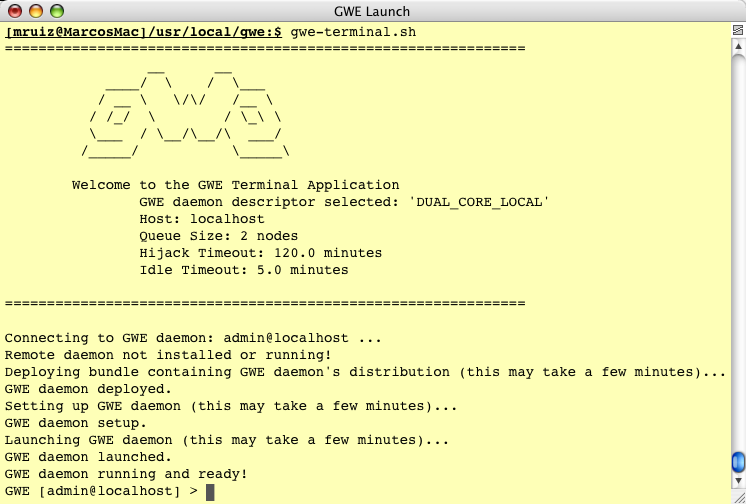 GWE Launch
[mruiz@MarcosMac]/usr/local/gwe:$ gwe-terminal.sh
==============================================================
Welcome to the GWE Terminal Application
GWE daemon descriptor selected: 'DUAL_CORE_LOCAL'
Host: localhost
Queue Size: 2 nodes
Hijack Timeout: 120.0 minutes
Idle Timeout: 5.0 minutes
==============================================================
Connecting to GWE daemon: admin@localhost ...
Remote daemon not installed or running!
Deploying bundle containing GWE daemon's distribution (this may take a few minutes)...
GWE daemon deployed.
Setting up GWE daemon (this may take a few minutes)...
GWE daemon setup.
Launching GWE daemon (this may take a few minutes)...
GWE daemon launched.
GWE daemon running and ready!
GWE [admin@localhost] >